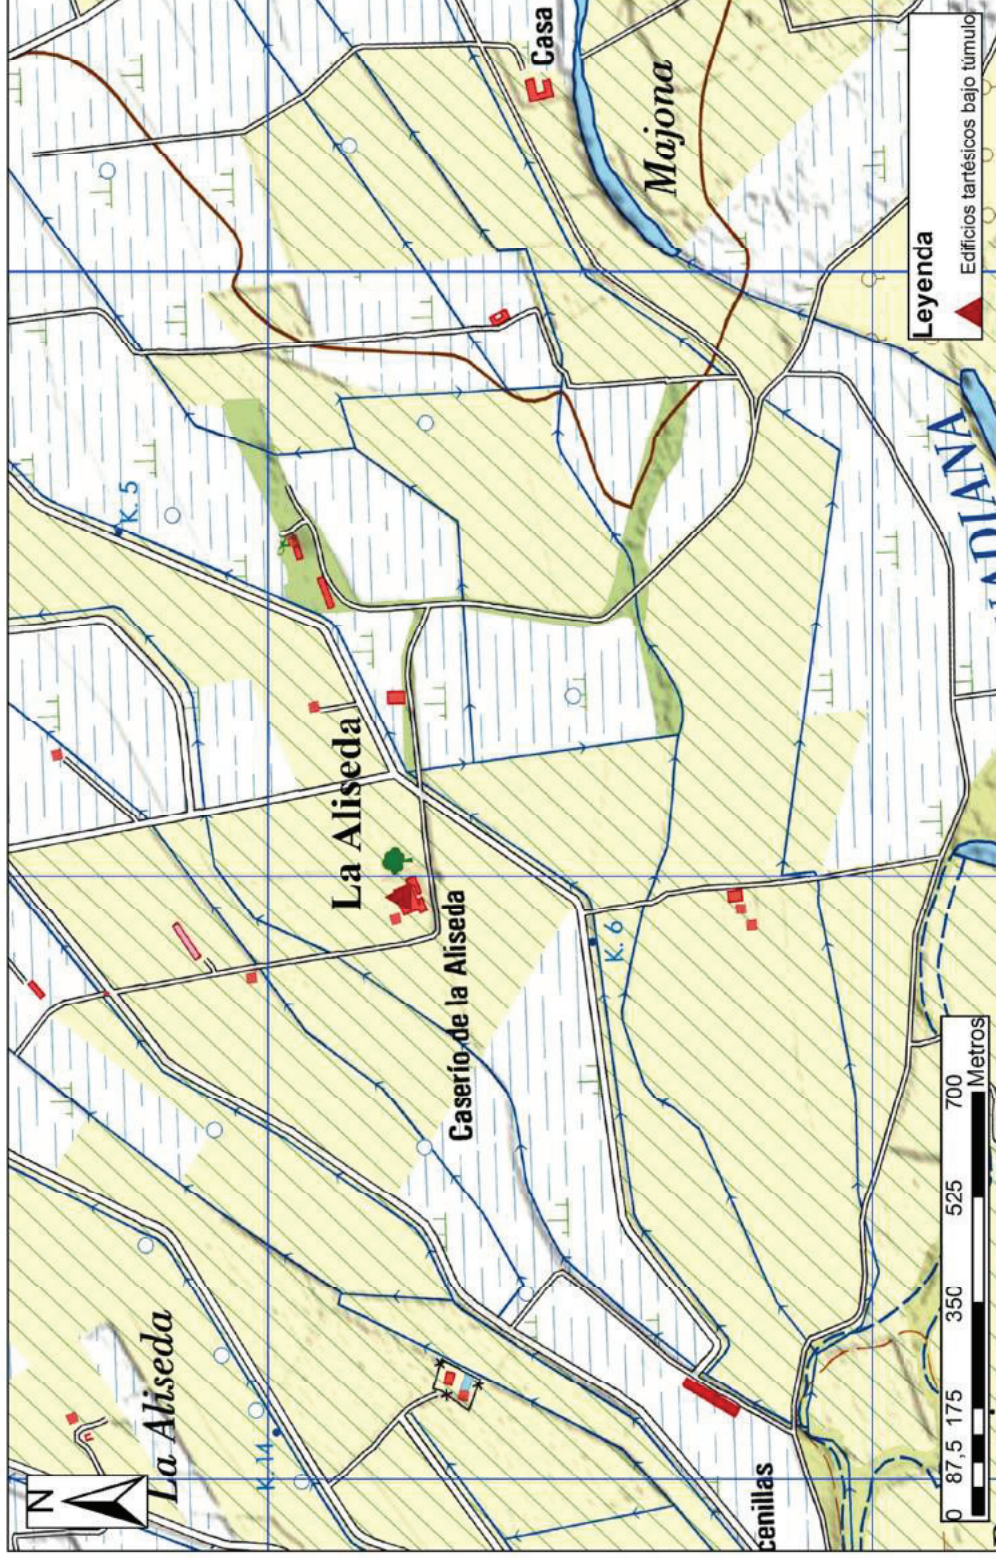 N
La Aliseda
K. 5
K. 14
La Aliseda
Caserío de la Aliseda
Casa
K. 6
Majona
cenillas
Leyenda
Edificios tartésicos bajo túmulo
ADIANA
0 87,5 175 350 525 700
Metros